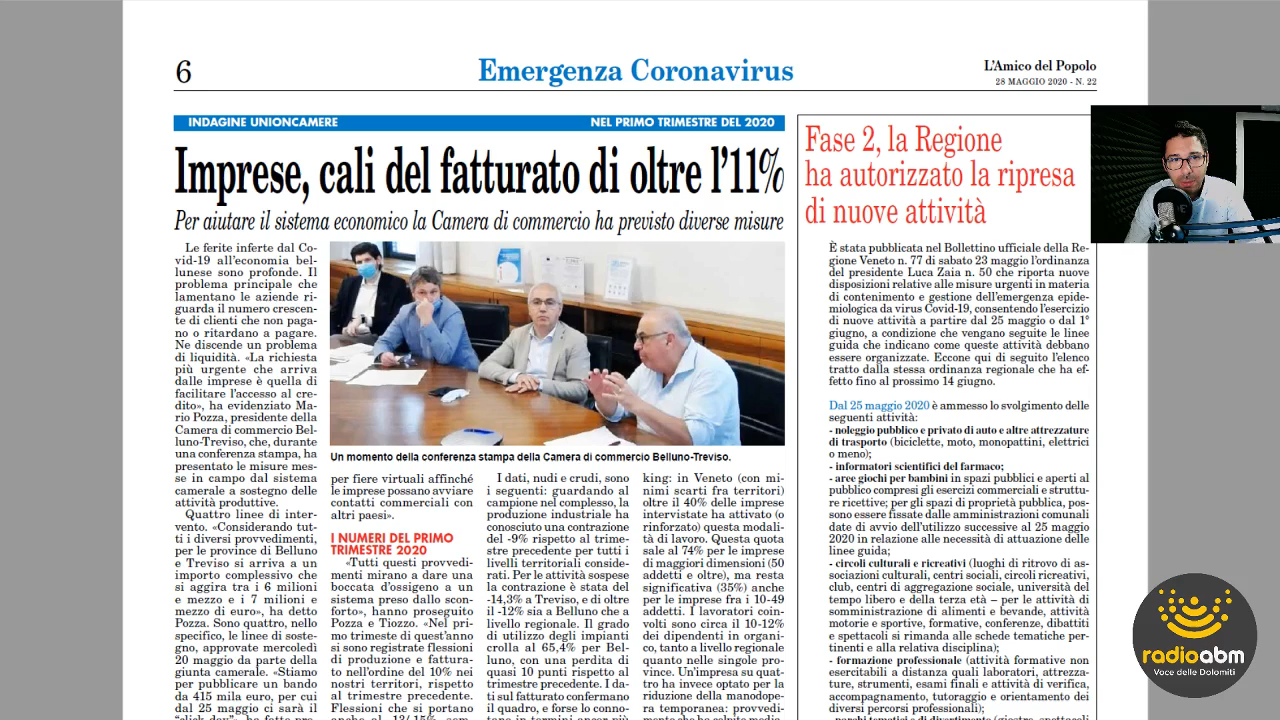 6
Emergenza Coronavirus
L'Amico del Popolo
28 MAGGIO 2020 - N. 22
INDAGINE UNIONCAMERE
NEL PRIMO TRIMESTRE DEL 2020
Imprese, cali del fatturato di oltre l'11%
Per aiutare il sistema economico la Camera di commercio ha previsto diverse misure
Le ferite inferte dal Co-
vid-19 all'economia bel-
lunese sono profonde. Il
problema principale che
lamentano le aziende ri-
guarda il numero crescen-
te di clienti che non paga-
no o ritardano a pagare.
Ne discende un problema
di liquidità. «La richiesta
più urgente che arriva
dalle imprese è quella di
facilitare l'accesso al cre-
dito», ha evidenziato Ma-
rio Pozza, presidente della
Camera di commercio Bel-
luno-Treviso, che, durante
una conferenza stampa, ha
presentato le misure mes-
se in campo dal sistema
camerale a sostegno delle
attività produttive.
Quattro linee di inter-
vento. «Considerando tut-
ti i diversi provvedimenti,
per le province di Belluno
e Treviso si arriva a un
importo complessivo che
si aggira tra i 6 milioni
e mezzo e i 7 milioni e
mezzo di euro», ha detto
Pozza. Sono quattro, nello
specifico, le linee di soste-
gno, approvate mercoledì
20 maggio da parte della
giunta camerale. «Stiamo
per pubblicare un bando
da 415 mila euro, per cui
dal 25 maggio ci sarà il
"click day": ha fatto pre-
Un momento della conferenza stampa della Camera di commercio Belluno-Treviso.
per fiere virtuali affinché
le imprese possano avviare
contatti commerciali con
altri paesi».
I NUMERI DEL PRIMO
TRIMESTRE 2020
«Tutti questi provvedi-
menti mirano a dare una
boccata d'ossigeno a un
sistema preso dallo scon-
forto», hanno proseguito
Pozza e Tiozzo. «Nel pri-
mo trimeste di quest'anno
si sono registrate flessioni
di produzione e fattura-
to nell'ordine del 10% nei
nostri territori, rispetto
al trimestre precedente.
Flessioni che si portano
anche al 13/15% com-
I dati, nudi e crudi, sono
i seguenti: guardando al
campione nel complesso, la
produzione industriale ha
conosciuto una contrazione
del -9% rispetto al trime-
stre precedente per tutti i
livelli territoriali conside-
rati. Per le attività sospese
la contrazione è stata del
-14,3% a Treviso, e di oltre
il -12% sia a Belluno che a
livello regionale. Il grado
di utilizzo degli impianti
crolla al 65,4% per Bel-
luno, con una perdita di
quasi 10 punti rispetto al
trimestre precedente. I da-
ti sul fatturato confermano
il quadro, e forse lo conno-
tano in termini ancor più
king: in Veneto (con mi-
nimi scarti fra territori)
oltre il 40% delle imprese
intervistate ha attivato (o
rinforzato) questa modali-
tà di lavoro. Questa quota
sale al 74% per le imprese
di maggiori dimensioni (50
addetti e oltre), ma resta
significativa (35%) anche
per le imprese fra i 10-49
addetti. I lavoratori coin-
volti sono circa il 10-12%
dei dipendenti in organi-
co, tanto a livello regionale
quanto nelle singole pro-
vince. Un'impresa su quat-
tro ha invece optato per la
riduzione della manodope-
ra temporanea: provvedi-
mento che ha colpito media-
Fase 2, la Regione
ha autorizzato la ripresa
di nuove attività
È stata pubblicata nel Bollettino ufficiale della Re-
gione Veneto n. 77 di sabato 23 maggio l'ordinanza
del presidente Luca Zaia n. 50 che riporta nuove
disposizioni relative alle misure urgenti in materia
di contenimento e gestione dell'emergenza epide-
miologica da virus Covid-19, consentendo l'esercizio
di nuove attività a partire dal 25 maggio o dal 1°
giugno, a condizione che vengano seguite le linee
guida che indicano come queste attività debbano
essere organizzate. Eccone qui di seguito l'elenco
tratto dalla stessa ordinanza regionale che ha ef-
fetto fino al prossimo 14 giugno.
Dal 25 maggio 2020 è ammesso lo svolgimento delle
seguenti attività:
- noleggio pubblico e privato di auto e altre attrezzature
di trasporto (biciclette, moto, monopattini, elettrici
o meno);
- informatori scientifici del farmaco;
- aree giochi per bambini in spazi pubblici e aperti al
pubblico compresi gli esercizi commerciali e struttu-
re ricettive; per gli spazi di proprietà pubblica, pos-
sono essere fissate dalle amministrazioni comunali
date di avvio dell'utilizzo successive al 25 maggio
2020 in relazione alle necessità di attuazione delle
linee guida;
- circoli culturali e ricreativi (luoghi di ritrovo di as-
sociazioni culturali, centri sociali, circoli ricreativi,
club, centri di aggregazione sociale, università del
tempo libero e della terza età – per le attività di
somministrazione di alimenti e bevande, attività
motorie e sportive, formative, conferenze, dibattiti
e spettacoli si rimanda alle schede tematiche per-
tinenti e alla relativa disciplina);
- formazione professionale (attività formative non
esercitabili a distanza quali laboratori, attrezza-
ture, strumenti, esami finali e attività di verifica,
accompagnamento, tutoraggio e orientamento dei
diversi percorsi professionali);
- parchi tematici e di divertimento (giostre, spettacoli
radioabm
Voce delle Dolomiti